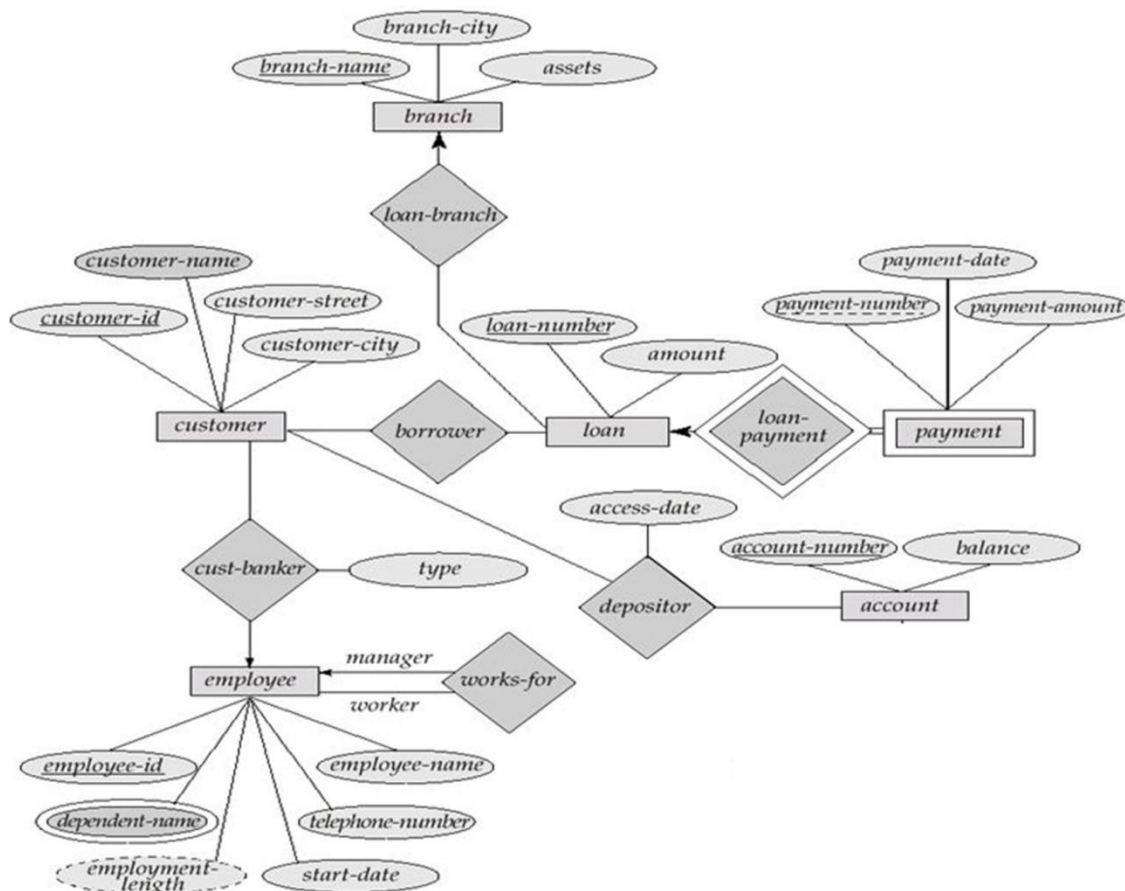 branch-city
branch-name
assets
branch
loan-branch
customer-name
payment-date
customer-street
customer-id
loan-number
payment-number
payment-amount
customer-city
amount
customer
borrower
loan
loan-
payment
payment
access-date
account-number
balance
cust-banker
type
depositor
account
manager
employee
works-for
worker
employee-id
employee-name
dependent-name
telephone-number
employment-
length
start-date